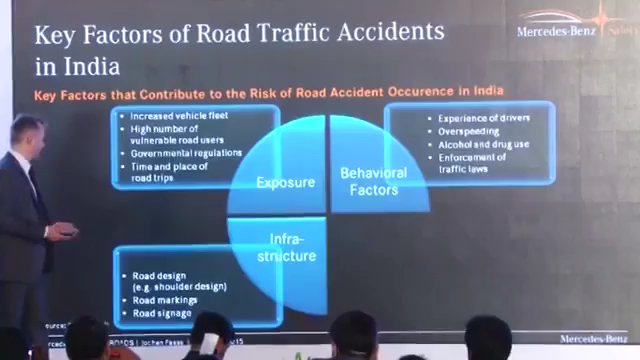 Key Factors of Road Traffic Accidents
in India
Mercedes-Benz
Key Factors that Contribute to the Risk of Road Accident Occurence in India
• Increased vehicle fleet
• High number of
vulnerable road users
• Governmental regulations
• Time and place of
road trips
• Experience of drivers
• Overspeeding
• Alcohol and drug use
• Enforcement of
traffic laws
Exposure
Behavioral
Factors
Infra-
structure
• Road design
(e.g. shoulder design)
• Road markings
• Road signage
Jochen
Mercedes-Benz